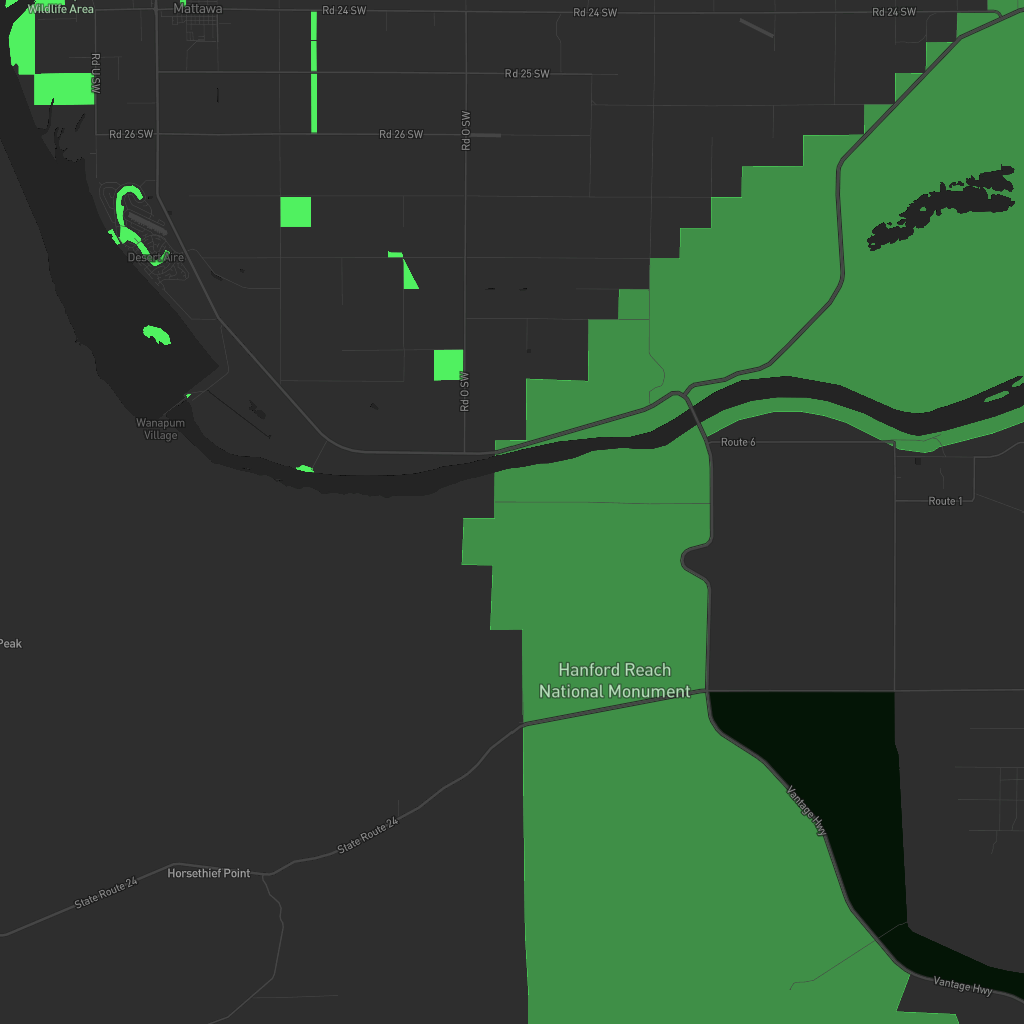 Wildlife Area
Mattawa
Rd 24 SW
Rd 24 SW
Rd 24 SW
Rd U SW
Rd 25 SW
Rd 26 SW
Rd 26 SW
Rd O SW
Desert Aire
Rd O SW
Wanapum
Village
Route 6
Route 1
Peak
Hanford Reach
National Monument
Vantage Hwy
State Route 24
Horsethief Point
State Route 24
Vantage Hwy